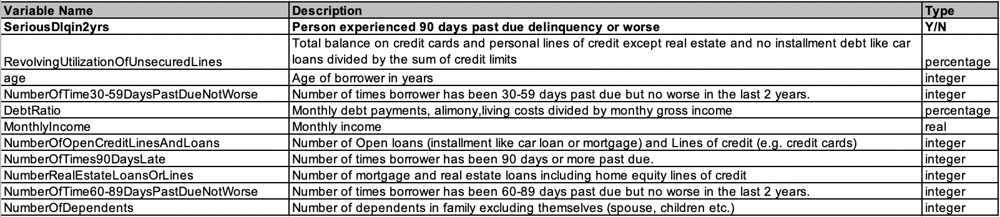 Variable Name Description Type
SeriousDlqin2yrs Person experienced 90 days past due delinquency or worse Y/N
RevolvingUtilizationOfUnsecuredLines Total balance on credit cards and personal lines of credit except real estate and no installment debt like car
loans divided by the sum of credit limits percentage
age Age of borrower in years integer
NumberOfTime30-59DaysPastDueNotWorse Number of times borrower has been 30-59 days past due but no worse in the last 2 years. integer
DebtRatio Monthly debt payments, alimony,living costs divided by monthy gross income percentage
MonthlyIncome Monthly income real
NumberOfOpenCreditLinesAndLoans Number of Open loans (installment like car loan or mortgage) and Lines of credit (e.g. credit cards) integer
NumberOfTimes90DaysLate Number of times borrower has been 90 days or more past due. integer
NumberRealEstateLoansOrLines Number of mortgage and real estate loans including home equity lines of credit integer
NumberOfTime60-89DaysPastDueNotWorse Number of times borrower has been 60-89 days past due but no worse in the last 2 years. integer
NumberOfDependents Number of dependents in family excluding themselves (spouse, children etc.) integer